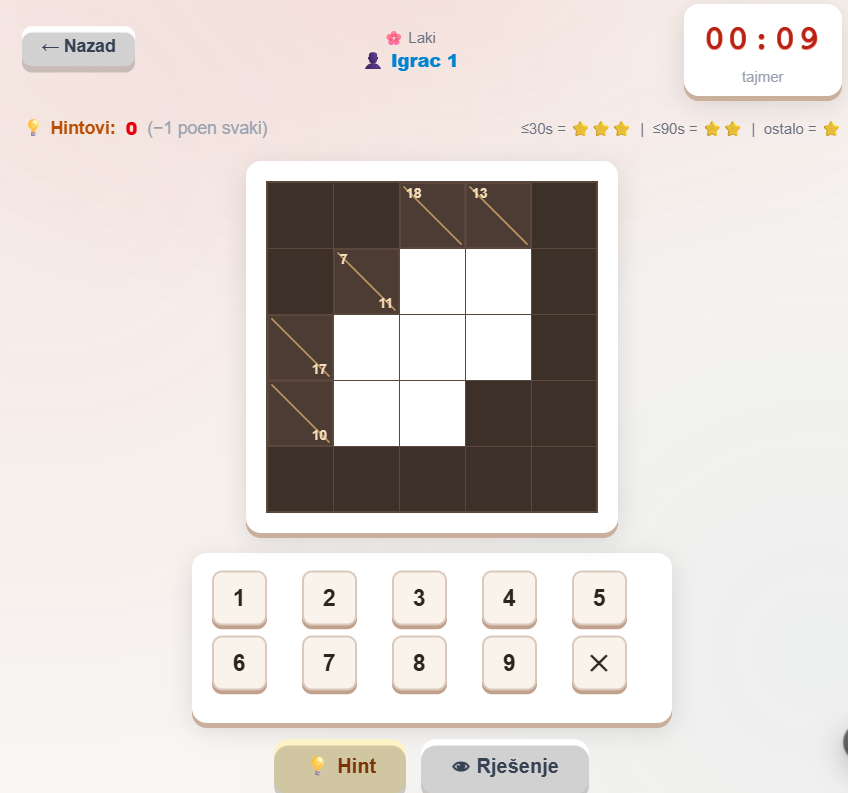 ← Nazad
🌸 Laki
👤 Igrac 1
00:09
tajmer
💡 Hintovi: 0 (−1 poen svaki)
≤30s = ⭐⭐⭐ | ≤90s = ⭐⭐ | ostalo = ⭐
18 13
7
11
17
10
1 2 3 4 5
6 7 8 9 ✕
💡 Hint
👁 Rješenje